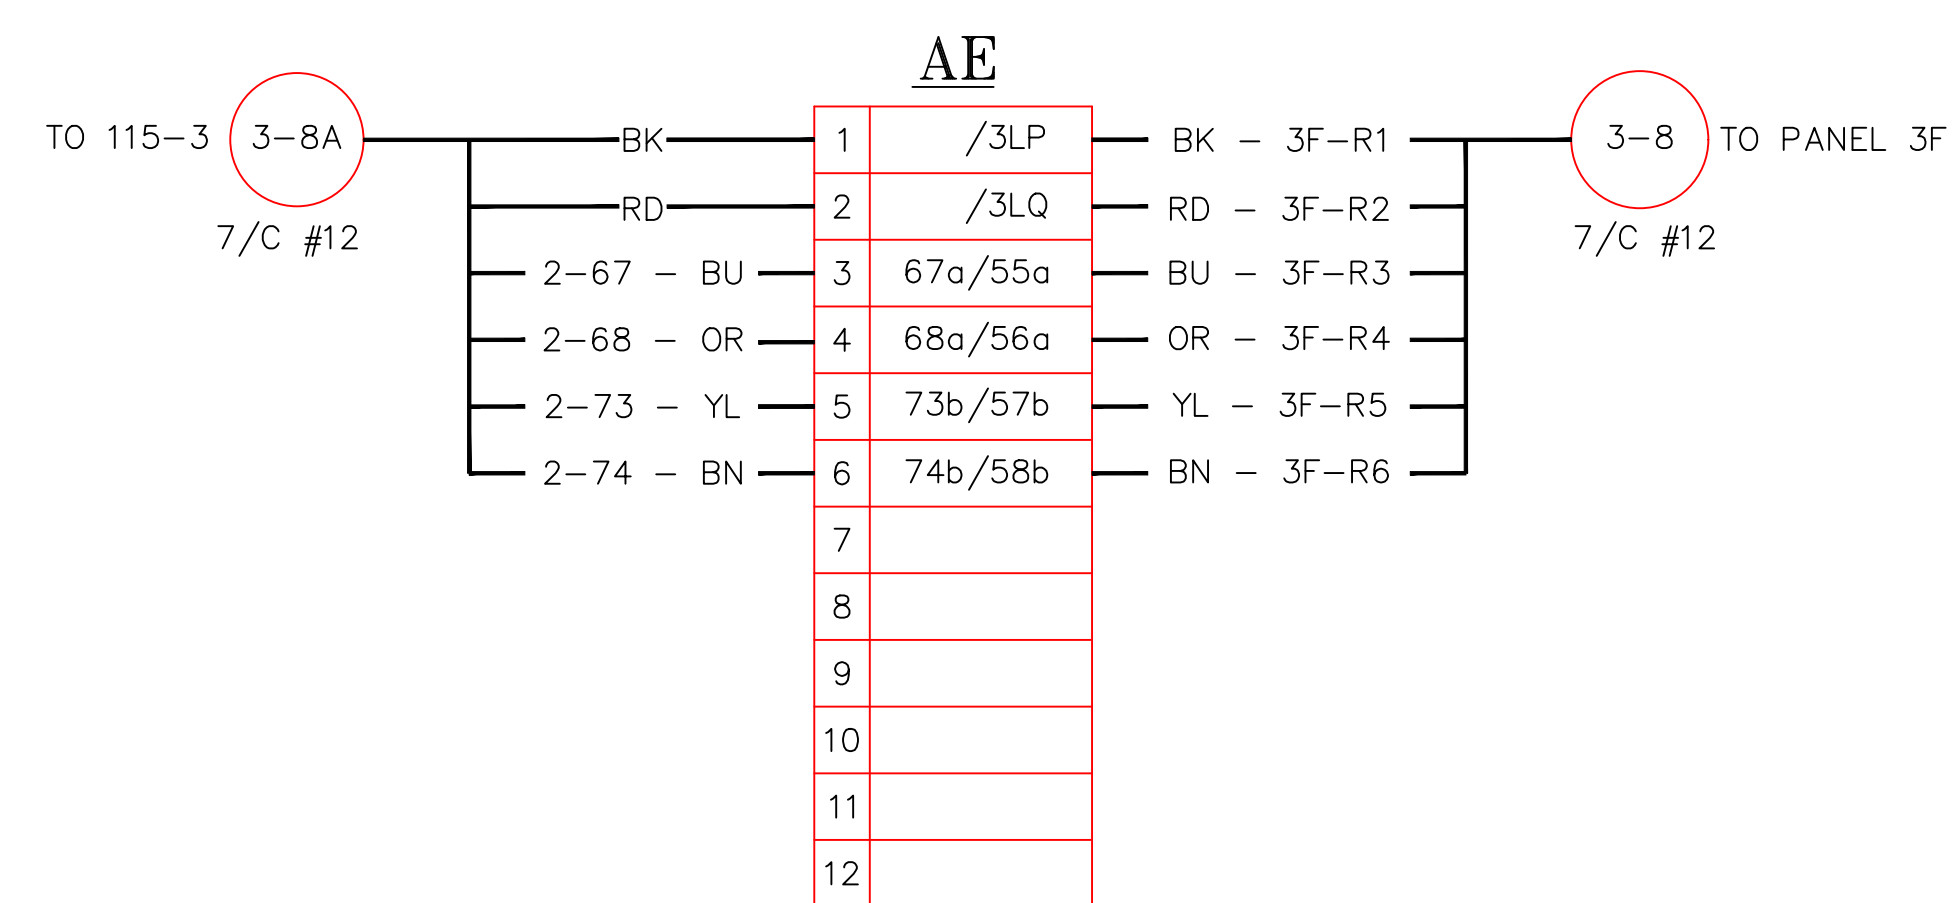 AE
TO 115-3 3-8A BK 1 /3LP BK - 3F-R1 3-8 TO PANEL 3F
RD 2 /3LQ RD - 3F-R2
7/C #12 7/C #12
2-67 - BU 3 67a/55a BU - 3F-R3
2-68 - OR 4 68a/56a OR - 3F-R4
2-73 - YL 5 73b/57b YL - 3F-R5
2-74 - BN 6 74b/58b BN - 3F-R6
7
8
9
10
11
12